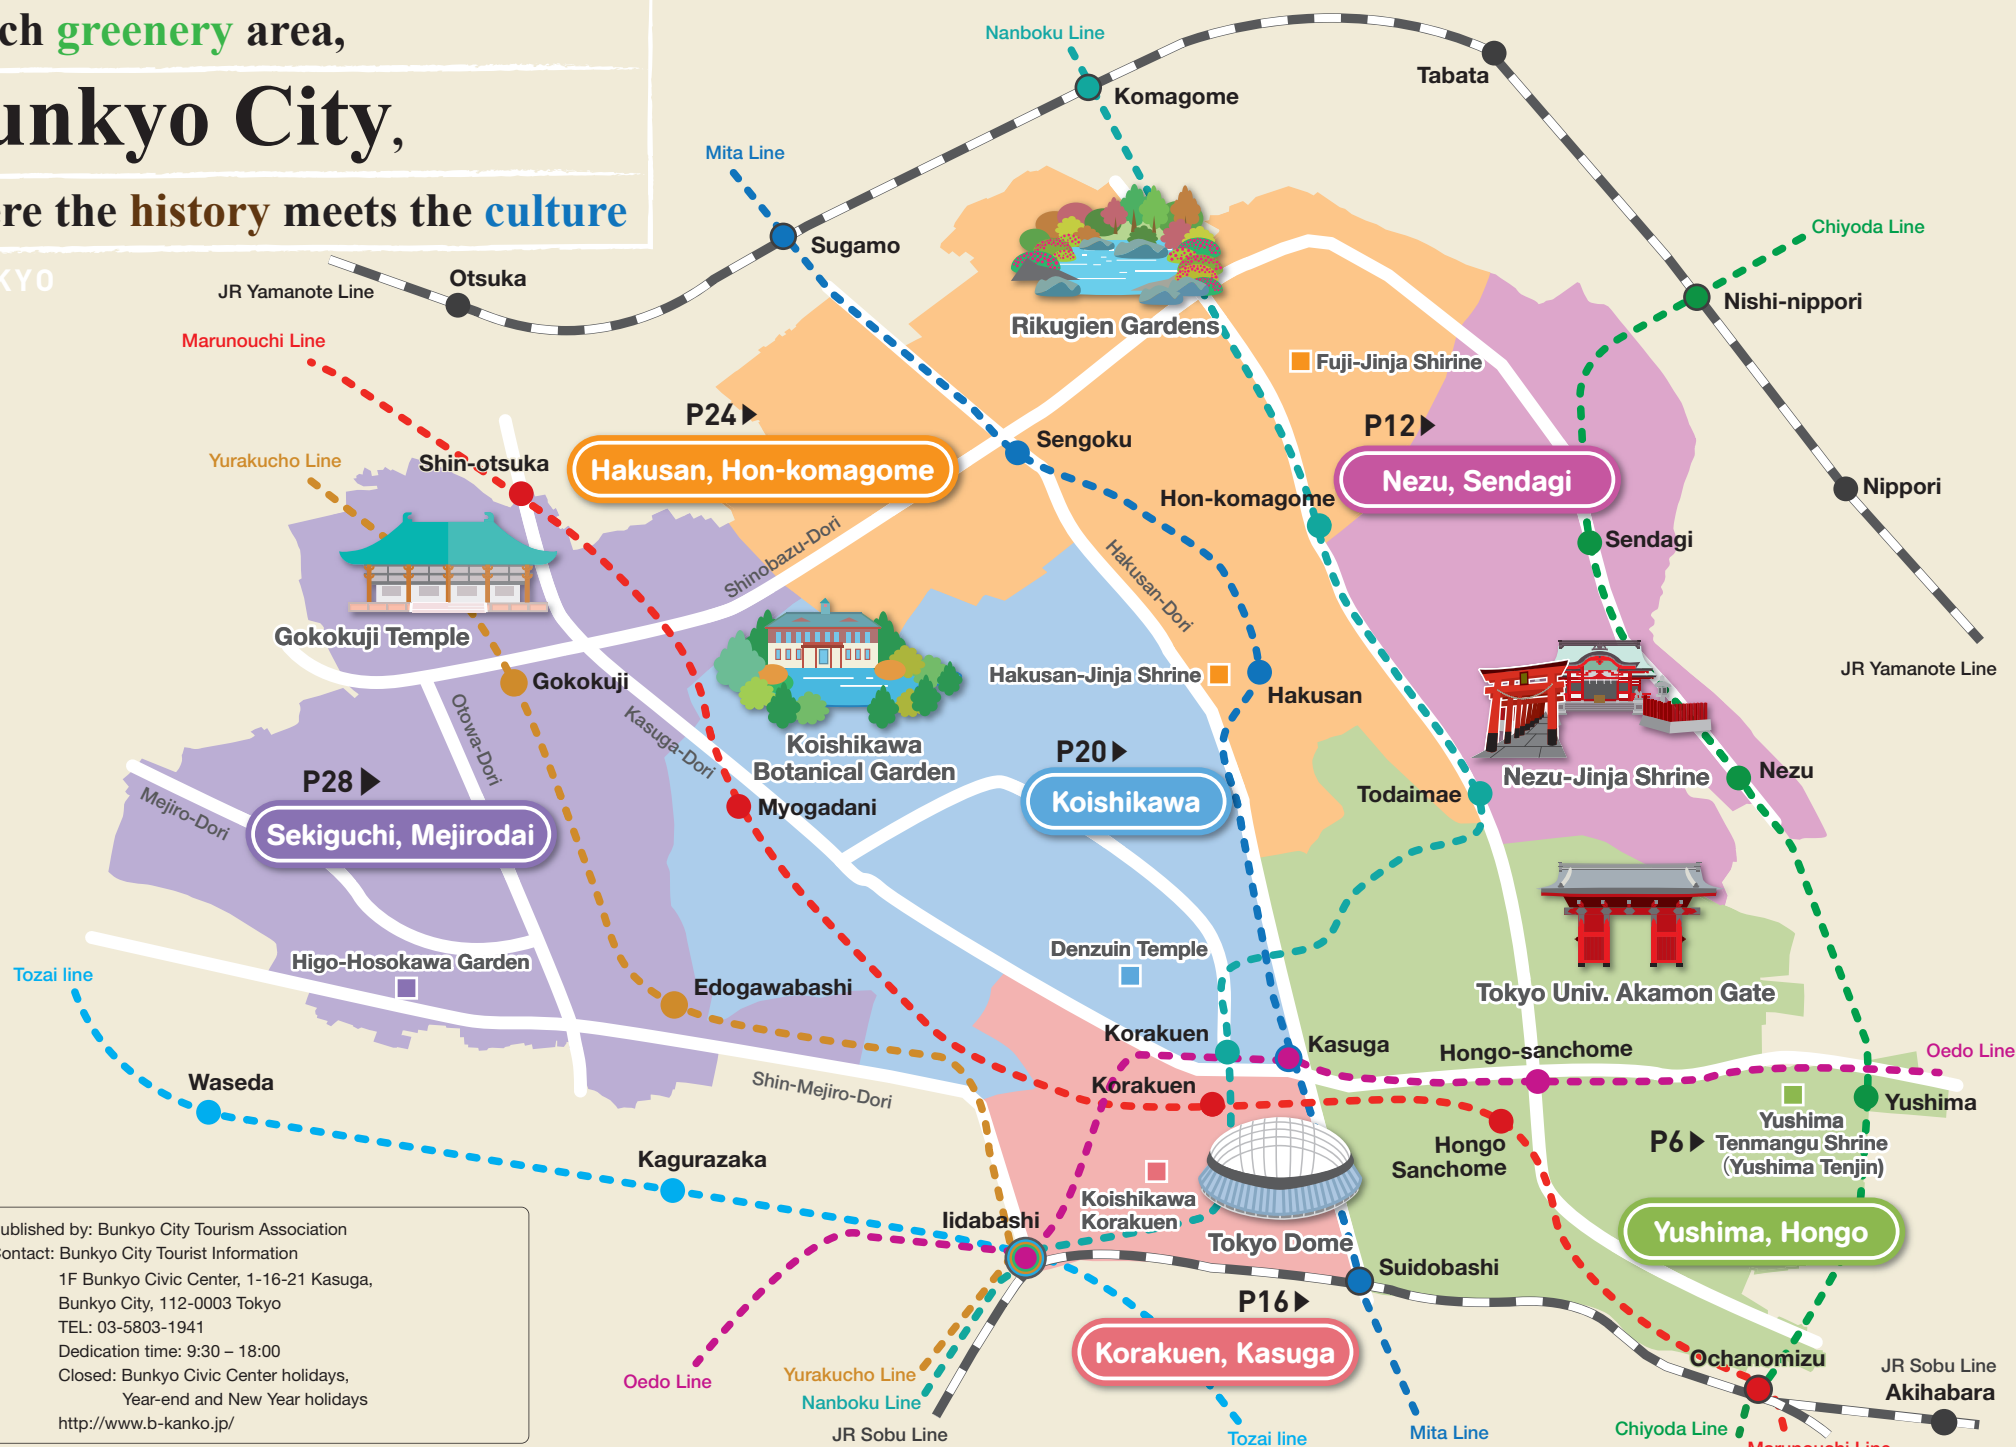 ch greenery area,
unkyo City,
re the history meets the culture
KYO
Nanboku Line
Komagome
Tabata
Mita Line
Sugamo
Otsuka
JR Yamanote Line
Chiyoda Line
Nishi-nippori
Marunouchi Line
Rikugien Gardens
Fuji-Jinja Shirine
P24
Hakusan, Hon-komagome
P12
Nezu, Sendagi
Sengoku
Yurakucho Line
Shin-otsuka
Hon-komagome
Nippori
Sendagi
Shinobazu-Dori
Hakusan-Dori
Gokokuji Temple
Gokokuji
Hakusan-Jinja Shrine
Hakusan
JR Yamanote Line
Otowa-Dori
Kasuga-Dori
Koishikawa
Botanical Garden
P20
Koishikawa
Nezu-Jinja Shrine
Nezu
P28
Sekiguchi, Mejirodai
Mejiro-Dori
Myogadani
Todaimae
Higo-Hosokawa Garden
Denzuin Temple
Tozai line
Edogawabashi
Tokyo Univ. Akamon Gate
Korakuen
Kasuga
Hongo-sanchome
Oedo Line
Waseda
Shin-Mejiro-Dori
Korakuen
Yushima
Hongo
Sanchome
P6
Yushima
Tenmangu Shrine
(Yushima Tenjin)
Kagurazaka
Koishikawa
Korakuen
Iidabashi
Tokyo Dome
Yushima, Hongo
Suidobashi
P16
Korakuen, Kasuga
Ochanomizu
JR Sobu Line
Akihabara
Oedo Line
Yurakucho Line
Nanboku Line
JR Sobu Line
Tozai line
Mita Line
Chiyoda Line
Marunouchi Line
ublished by: Bunkyo City Tourism Association
ontact: Bunkyo City Tourist Information
1F Bunkyo Civic Center, 1-16-21 Kasuga,
Bunkyo City, 112-0003 Tokyo
TEL: 03-5803-1941
Dedication time: 9:30 – 18:00
Closed: Bunkyo Civic Center holidays,
Year-end and New Year holidays
http://www.b-kanko.jp/